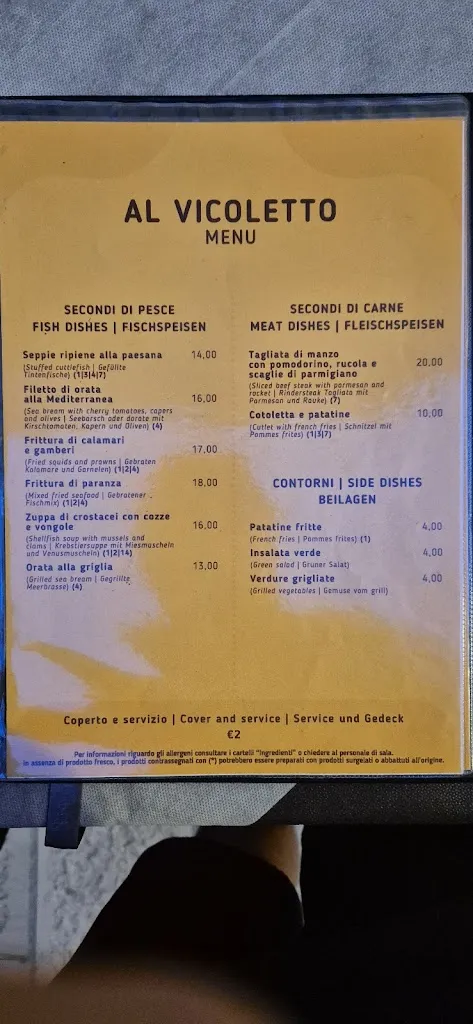 AL VICOLETTO
MENU
SECONDI DI PESCE
FISH DISHES | FISCHSPEISEN
Seppie ripiene alla paesana 14,00
(Stuffed cuttlefish | Gefüllte
Tintenfische) (1|3|4|7)
Filetto di orata
alla Mediterranea 16,00
(Sea bream with cherry tomatoes, capers
and olives | Seebarsch oder dorate mit
Kirschtomaten, Kapern und Oliven) (4)
Frittura di calamari
e gamberi 17,00
(Fried squids and prawns | Gebraten
Kalamare und Garnelen) (1|2|4)
Frittura di paranza 18,00
(Mixed fried seafood | Gebratener
Fischmix) (1|2|4)
Zuppa di crostacei con cozze
e vongole 16,00
(Shellfish soup with mussels and
clams | Krebstiersuppe mit Miesmuscheln
und Venusmuscheln) (1|2|14)
Orata alla griglia 13,00
(Grilled sea bream | Gegrillte
Meerbrasse) (4)
SECONDI DI CARNE
MEAT DISHES | FLEISCHSPEISEN
Tagliata di manzo
con pomodorino, rucola e 20,00
scaglie di parmigiano
(Sliced beef steak with parmesan and
rocket | Rindersteak Tagliata mit
Parmesan und Rauke) (7)
Cotoletta e patatine 10,00
(Cutlet with french fries | Schnitzel mit
Pommes frites) (1|3|7)
CONTORNI | SIDE DISHES
BEILAGEN
Patatine fritte 4,00
(French fries | Pommes frites) (1)
Insalata verde 4,00
(Green salad | Gruner Salat)
Verdure grigliate 4,00
(Grilled vegetables | Gemuse vom grill)
Coperto e servizio | Cover and service | Service und Gedeck
€2
Per informazioni riguardo gli allergeni consultare i cartelli "Ingredienti" o chiedere al personale di sala.
in assenza di prodotto fresco, i prodotti contrassegnati con (*) potrebbero essere preparati con prodotti surgelati o abbattuti all'origine.